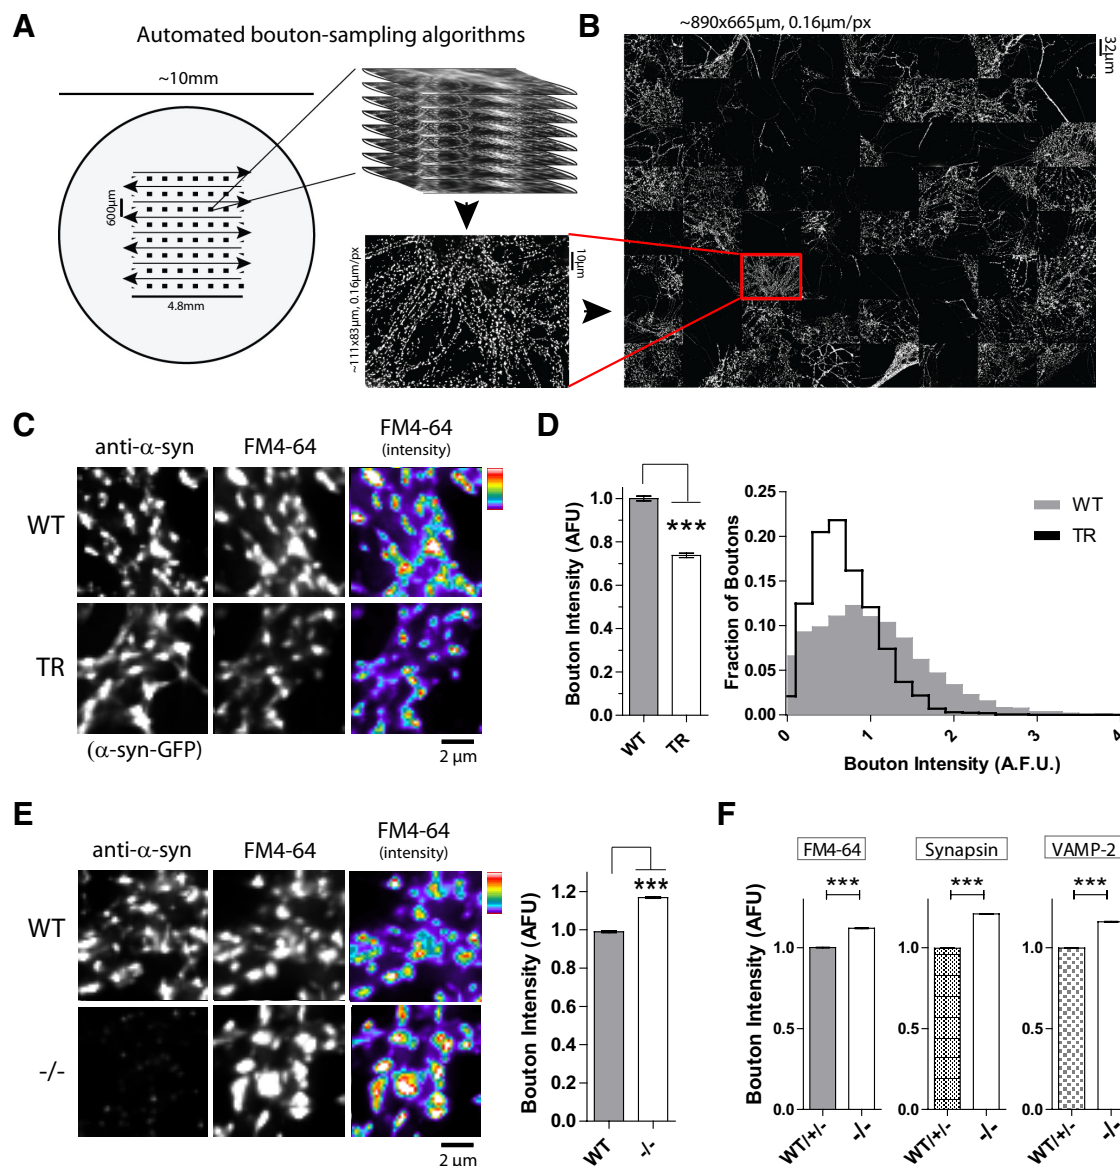 A
Automated bouton-sampling algorithms
~10mm
600µm
4.8mm
~111x83µm, 0.16µm/px
10µm
B
~890x665µm, 0.16µm/px
32µm
C
anti-α-syn
FM4-64
FM4-64
(intensity)
WT
TR
(α-syn-GFP)
2 µm
D
Bouton Intensity (AFU)
1.0
0.8
0.6
0.4
0.2
0.0
***
WT
TR
Fraction of Boutons
0.25
0.20
0.15
0.10
0.05
0.00
WT
TR
0
1
2
3
4
Bouton Intensity (A.F.U.)
E
anti-α-syn
FM4-64
FM4-64
(intensity)
WT
-/-
2 µm
Bouton Intensity (AFU)
1.2
1.0
0.8
0.6
0.4
0.2
0.0
***
WT
-/-
F
FM4-64
Synapsin
VAMP-2
Bouton Intensity (AFU)
***
1.0
0.5
0.0
WT/+/-
-/-
***
1.0
0.5
0.0
WT/+/-
-/-
***
1.0
0.5
0.0
WT/+/-
-/-